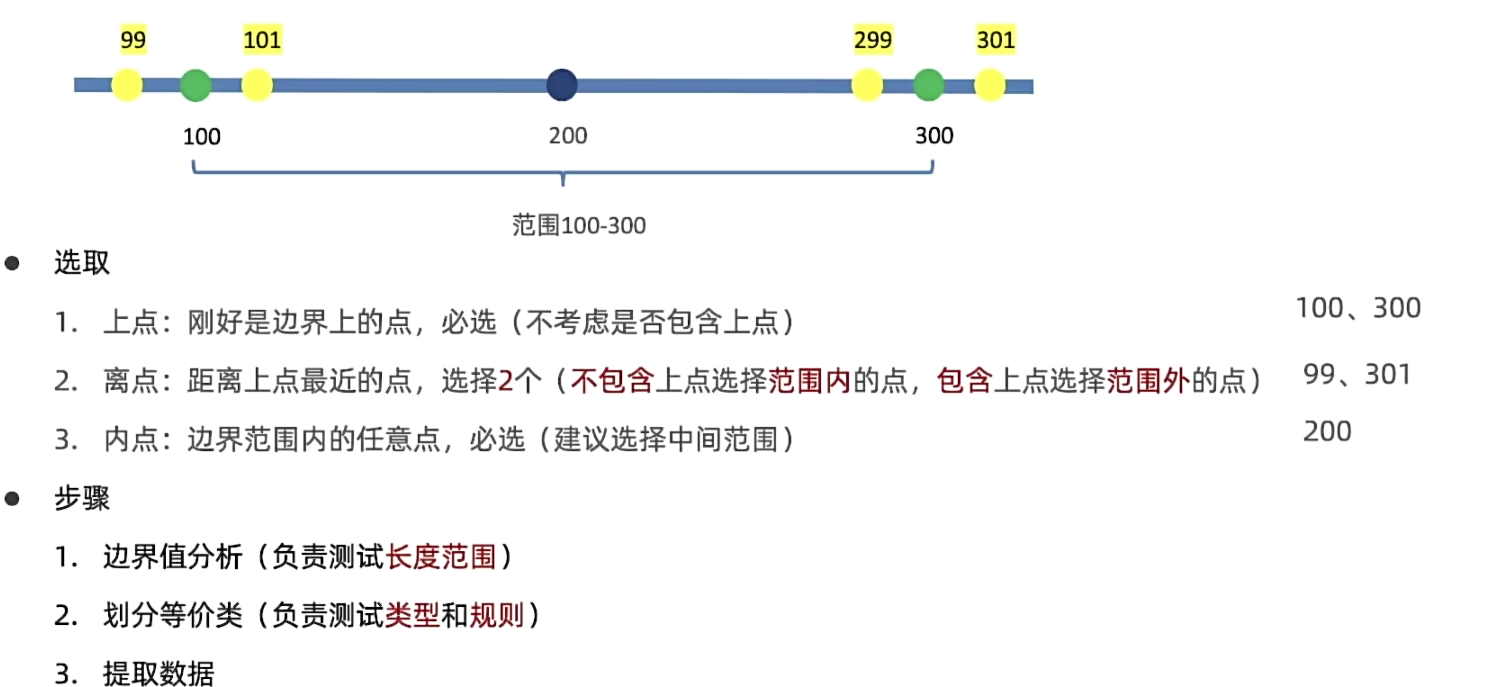 99 101 299 301
100 200 300
范围100-300
● 选取
1. 上点：刚好是边界上的点，必选（不考虑是否包含上点） 100、300
2. 离点：距离上点最近的点，选择2个（不包含上点选择范围内的点，包含上点选择范围外的点） 99、301
3. 内点：边界范围内的任意点，必选（建议选择中间范围） 200
● 步骤
1. 边界值分析（负责测试长度范围）
2. 划分等价类（负责测试类型和规则）
3. 提取数据